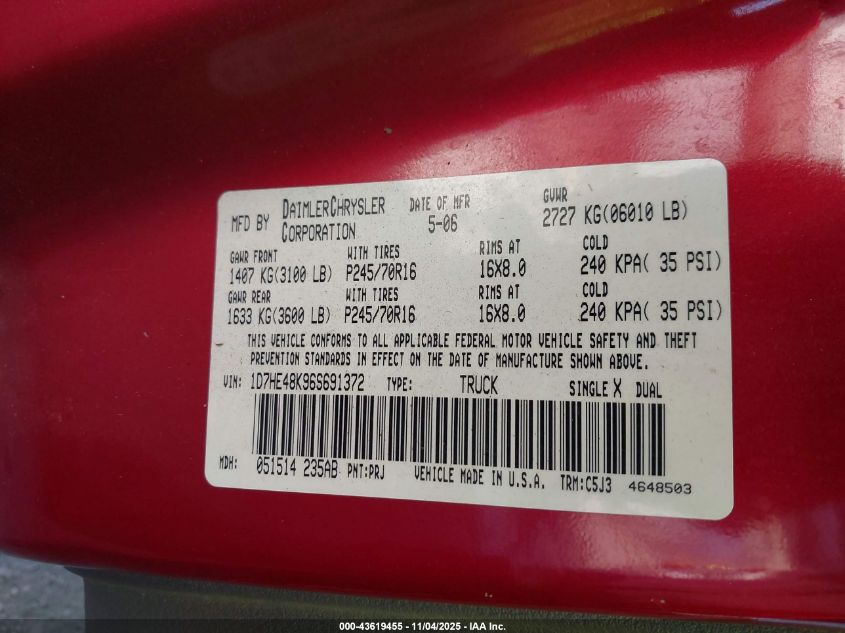 MFD BY DAIMLERCHRYSLER CORPORATION DATE OF MFR 5-06 GVWR 2727 KG(06010 LB)
GAWR FRONT WITH TIRES RIMS AT COLD
1407 KG(3100 LB) P245/70R16 16X8.0 240 KPA( 35 PSI)
GAWR REAR WITH TIRES RIMS AT COLD
1633 KG(3600 LB) P245/70R16 16X8.0 240 KPA( 35 PSI)
THIS VEHICLE CONFORMS TO ALL APPLICABLE FEDERAL MOTOR VEHICLE SAFETY AND THEFT
PREVENTION STANDARDS IN EFFECT ON THE DATE OF MANUFACTURE SHOWN ABOVE.
VIN: 1D7HE48K96S691372 TYPE: TRUCK SINGLE X DUAL
MDH: 051514 235AB PNT:PRJ VEHICLE MADE IN U.S.A. TRM:C5J3 4648503
000-43619455 - 11/04/2025 - IAA Inc.